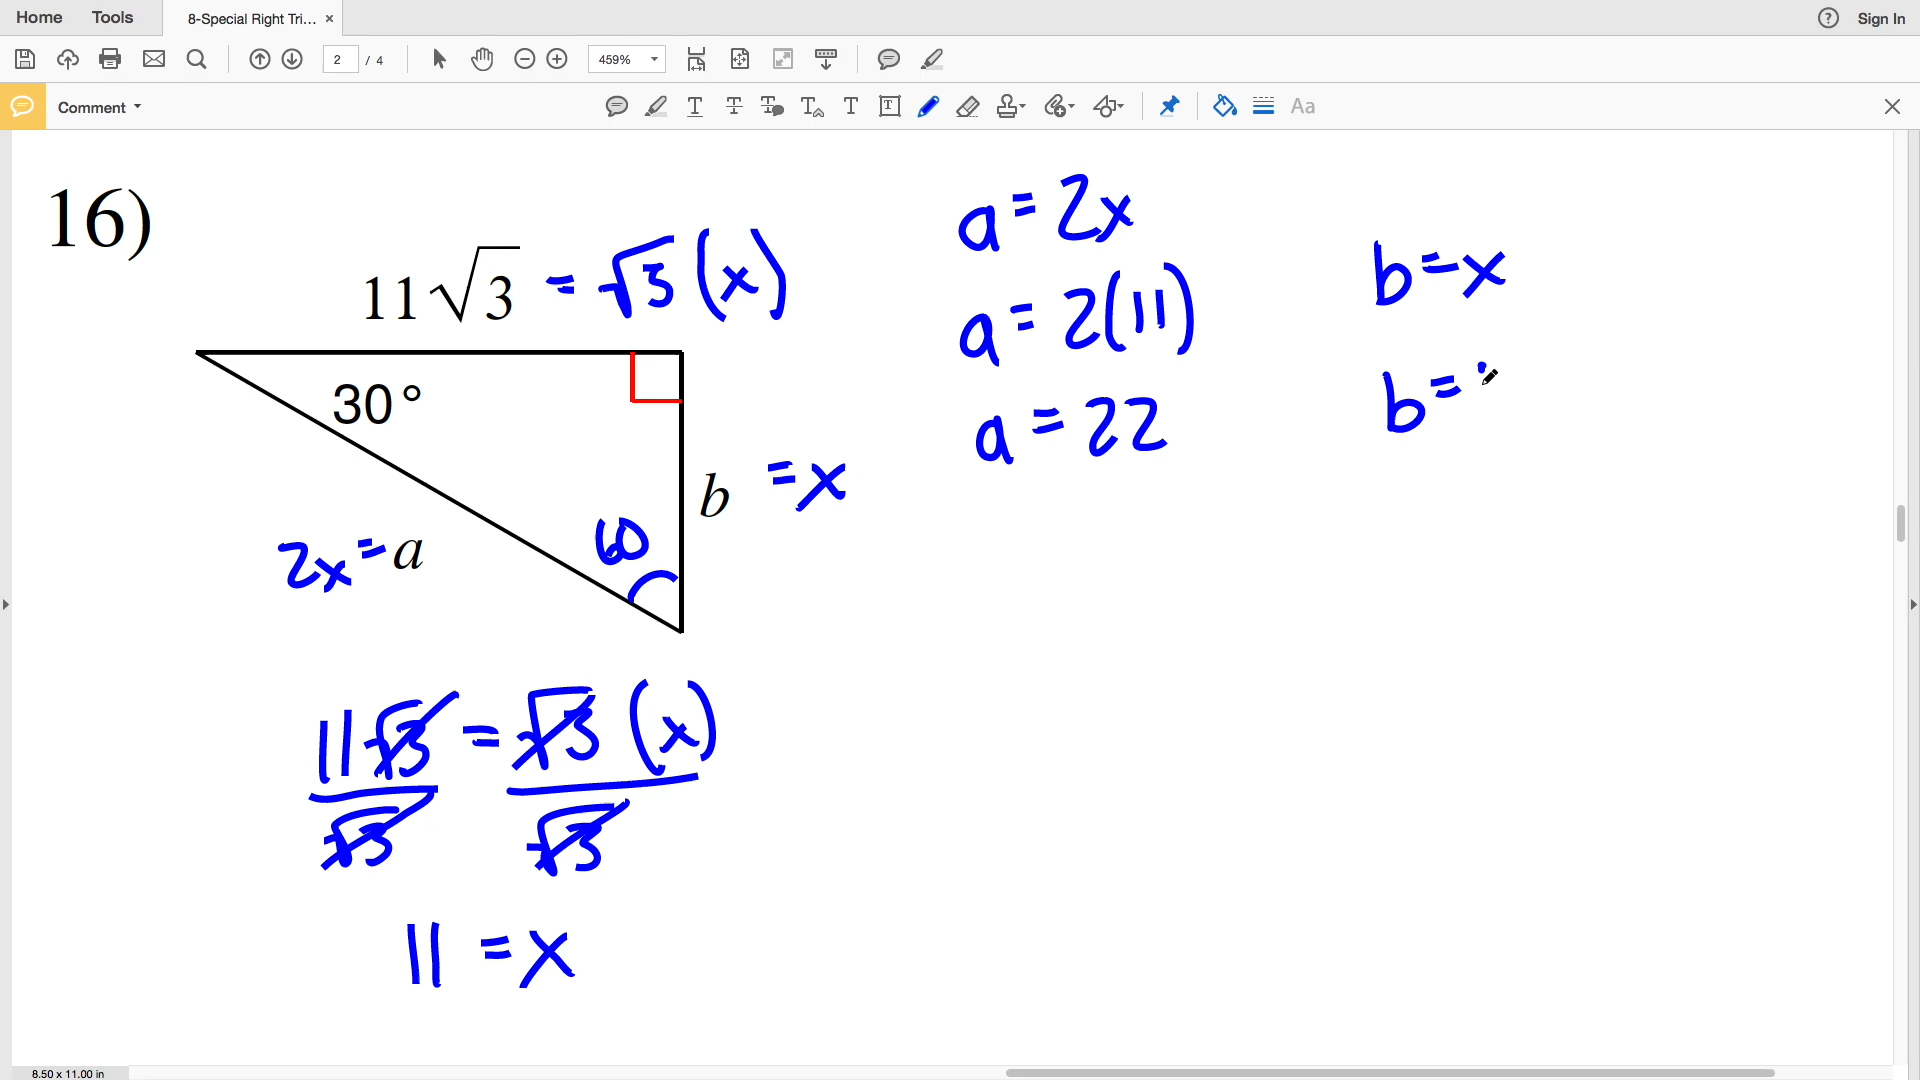 Home Tools 8-Special Right Tri... × Sign In
2 / 4 459%
Comment Aa
16)
11√3 = √3 (x)
30°
b = x
2x = a
60
11√3 = √3 (x)
√3 √3
11 = x
a = 2x
a = 2(11)
a = 22
b = x
b =
8.50 x 11.00 in